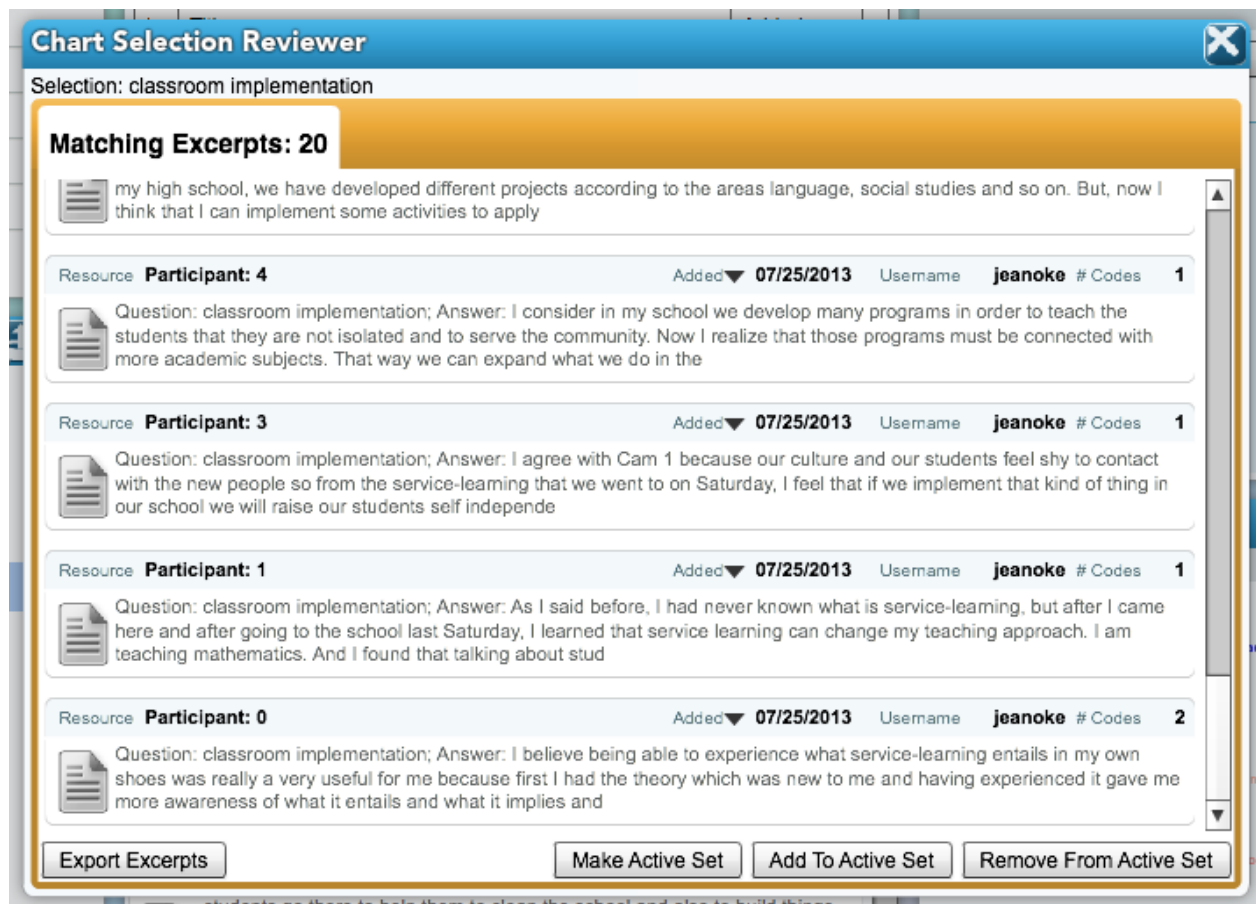 Chart Selection Reviewer
Selection: classroom implementation
Matching Excerpts: 20
my high school, we have developed different projects according to the areas language, social studies and so on. But, now I
think that I can implement some activities to apply
Resource Participant: 4 Added 07/25/2013 Username jeanoke # Codes 1
Question: classroom implementation; Answer: I consider in my school we develop many programs in order to teach the
students that they are not isolated and to serve the community. Now I realize that those programs must be connected with
more academic subjects. That way we can expand what we do in the
Resource Participant: 3 Added 07/25/2013 Username jeanoke # Codes 1
Question: classroom implementation; Answer: I agree with Cam 1 because our culture and our students feel shy to contact
with the new people so from the service-learning that we went to on Saturday, I feel that if we implement that kind of thing in
our school we will raise our students self independe
Resource Participant: 1 Added 07/25/2013 Username jeanoke # Codes 1
Question: classroom implementation; Answer: As I said before, I had never known what is service-learning, but after I came
here and after going to the school last Saturday, I learned that service learning can change my teaching approach. I am
teaching mathematics. And I found that talking about stud
Resource Participant: 0 Added 07/25/2013 Username jeanoke # Codes 2
Question: classroom implementation; Answer: I believe being able to experience what service-learning entails in my own
shoes was really a very useful for me because first I had the theory which was new to me and having experienced it gave me
more awareness of what it entails and what it implies and
Export Excerpts Make Active Set Add To Active Set Remove From Active Set
students go there to help them to clean the school and also to build things